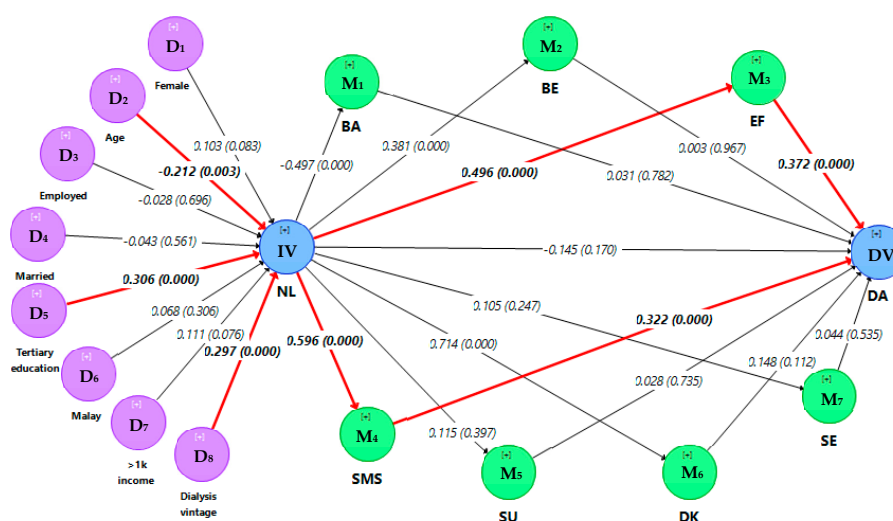 [+]
D1
Female
[+]
D2
Age
[+]
D3
Employed
[+]
D4
Married
[+]
D5
Tertiary
education
[+]
D6
Malay
[+]
D7
>1k
income
[+]
D8
Dialysis
vintage
0.103 (0.083)
-0.212 (0.003)
-0.028 (0.696)
-0.043 (0.561)
0.306 (0.000)
0.068 (0.306)
0.111 (0.076)
0.297 (0.000)
[+]
IV
NL
[+]
M1
BA
[+]
M2
BE
[+]
M3
EF
[+]
M4
SMS
[+]
M5
SU
[+]
M6
DK
[+]
M7
SE
-0.497 (0.000)
0.381 (0.000)
0.496 (0.000)
0.003 (0.967)
0.372 (0.000)
0.031 (0.782)
-0.145 (0.170)
0.105 (0.247)
0.596 (0.000)
0.322 (0.000)
0.714 (0.000)
0.044 (0.535)
0.148 (0.112)
0.028 (0.735)
0.115 (0.397)
[+]
DV
DA